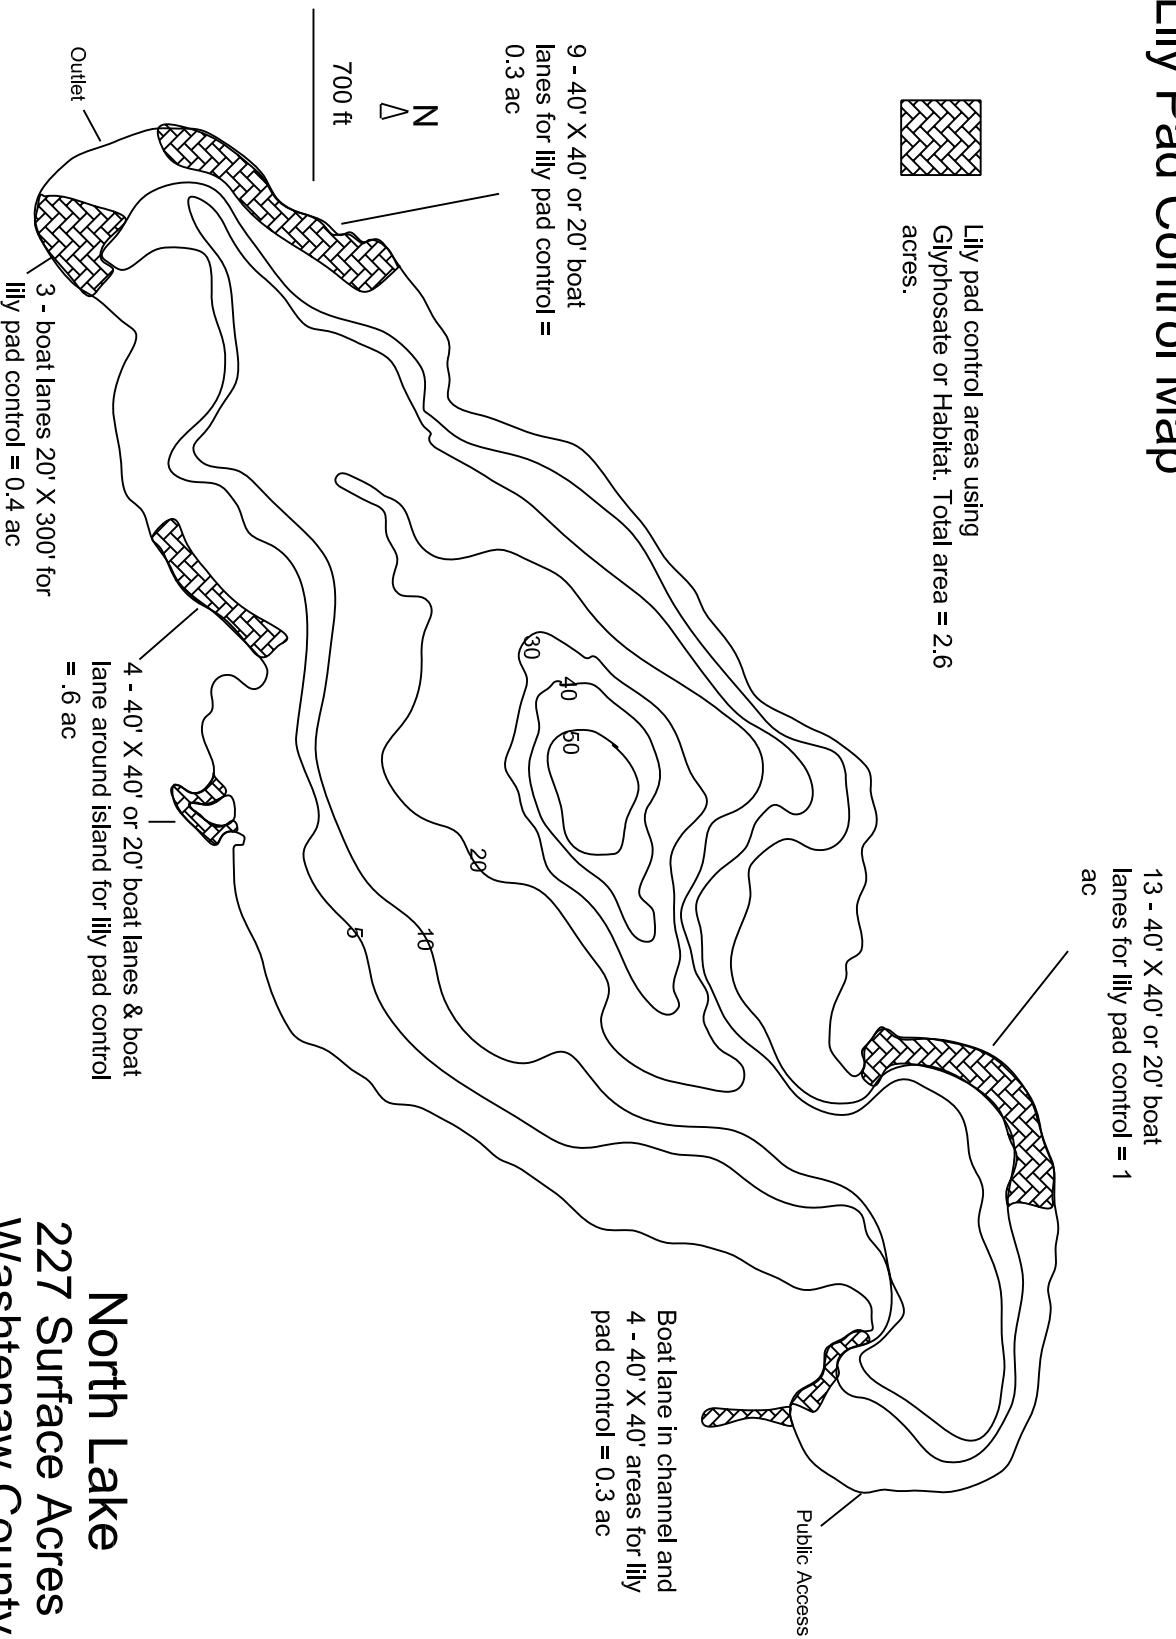 Lily Pad Control Map
Lily pad control areas using
Glyphosate or Habitat. Total area = 2.6
acres.
9 - 40' X 40' or 20' boat
lanes for lily pad control =
0.3 ac
N
700 ft
Outlet
13 - 40' X 40' or 20' boat
lanes for lily pad control = 1
ac
30
40
50
20
10
5
3 - boat lanes 20' X 300' for
lily pad control = 0.4 ac
4 - 40' X 40' or 20' boat lanes & boat
lane around island for lily pad control
= .6 ac
Public Access
Boat lane in channel and
4 - 40' X 40' areas for lily
pad control = 0.3 ac
North Lake
227 Surface Acres
Washtenaw County